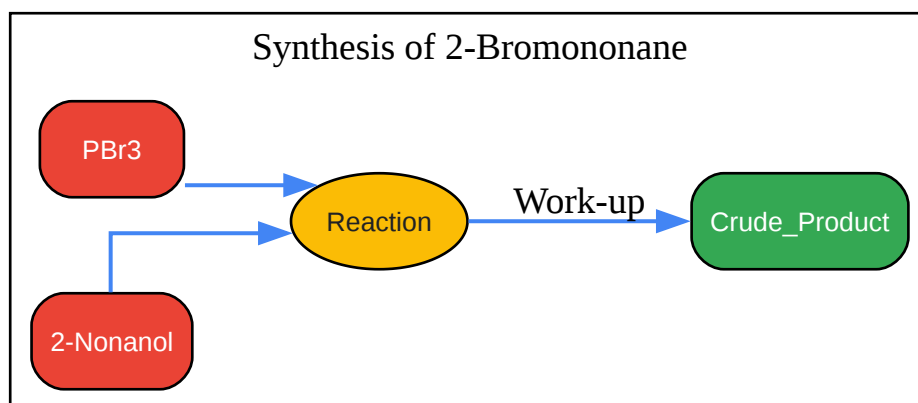 Synthesis of 2-Bromononane
PBr3
Reaction
Work-up
Crude_Product
2-Nonanol